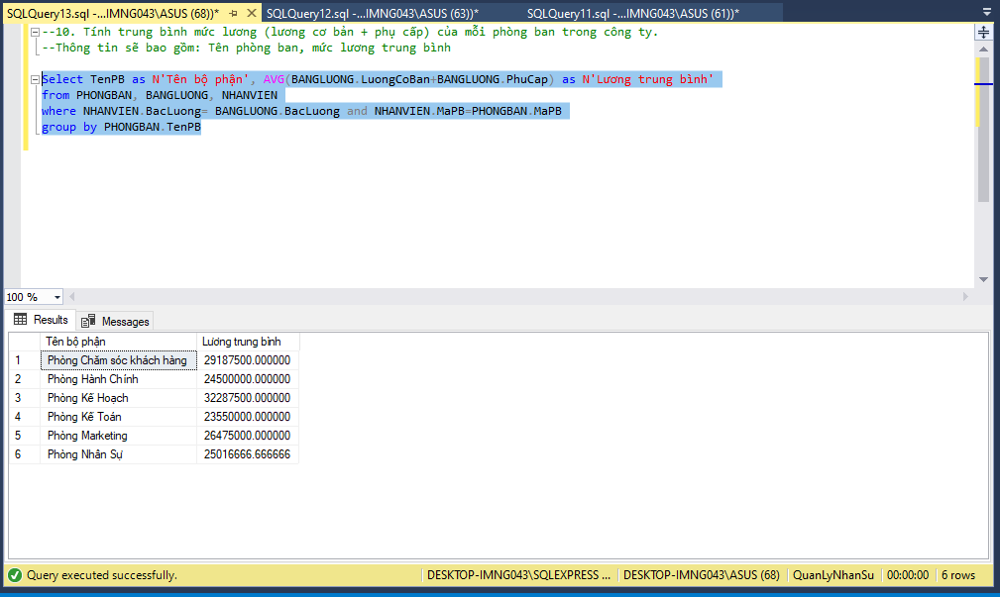 SQLQuery13.sql -...IMNG043\ASUS (68))* SQLQuery12.sql -...IMNG043\ASUS (63))* SQLQuery11.sql -...IMNG043\ASUS (61))*
--10. Tính trung bình mức lương (lương cơ bản + phụ cấp) của mỗi phòng ban trong công ty.
--Thông tin sẽ bao gồm: Tên phòng ban, mức lương trung bình
Select TenPB as N'Tên bộ phận', AVG(BANGLUONG.LuongCoBan+BANGLUONG.PhuCap) as N'Lương trung bình'
from PHONGBAN, BANGLUONG, NHANVIEN
where NHANVIEN.BacLuong= BANGLUONG.BacLuong and NHANVIEN.MaPB=PHONGBAN.MaPB
group by PHONGBAN.TenPB
100 %
Results Messages
Tên bộ phận Lương trung bình
1 Phòng Chăm sóc khách hàng 29187500.000000
2 Phòng Hành Chính 24500000.000000
3 Phòng Kế Hoạch 32287500.000000
4 Phòng Kế Toán 23550000.000000
5 Phòng Marketing 26475000.000000
6 Phòng Nhân Sự 25016666.666666
Query executed successfully. DESKTOP-IMNG043\SQLEXPRESS ... DESKTOP-IMNG043\ASUS (68) QuanLyNhanSu 00:00:00 6 rows